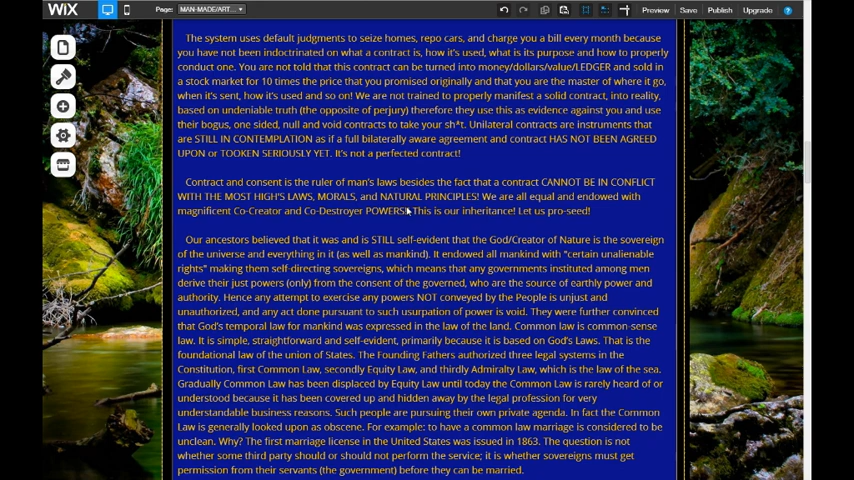 WiX
Page: MAN-MADE/ART...
Preview Save Publish Upgrade ?
The system uses default judgments to seize homes, repo cars, and charge you a bill every month because
you have not been indoctrinated on what a contract is, how it's used, what is its purpose and how to properly
conduct one. You are not told that this contract can be turned into money/dollars/value/LEDGER and sold in
a stock market for 10 times the price that you promised originally and that you are the master of where it go,
when it's sent, how it's used and so on! We are not trained to properly manifest a solid contract, into reality,
based on undeniable truth (the opposite of perjury) therefore they use this as evidence against you and use
their bogus, one sided, null and void contracts to take your sh*t. Unilateral contracts are instruments that
are STILL IN CONTEMPLATION as if a full bilaterally aware agreement and contract HAS NOT BEEN AGREED
UPON or TOOKEN SERIOUSLY YET. It's not a perfected contract!
Contract and consent is the ruler of man's laws besides the fact that a contract CANNOT BE IN CONFLICT
WITH THE MOST HIGH'S LAWS, MORALS, and NATURAL PRINCIPLES! We are all equal and endowed with
magnificent Co-Creator and Co-Destroyer POWERS! This is our inheritance! Let us pro-seed!
Our ancestors believed that it was and is STILL self-evident that the God/Creator of Nature is the sovereign
of the universe and everything in it (as well as mankind). It endowed all mankind with "certain unalienable
rights" making them self-directing sovereigns, which means that any governments instituted among men
derive their just powers (only) from the consent of the governed, who are the source of earthly power and
authority. Hence any attempt to exercise any powers NOT conveyed by the People is unjust and
unauthorized, and any act done pursuant to such usurpation of power is void. They were further convinced
that God's temporal law for mankind was expressed in the law of the land. Common law is common-sense
law. It is simple, straightforward and self-evident, primarily because it is based on God's Laws. That is the
foundational law of the union of States. The Founding Fathers authorized three legal systems in the
Constitution, first Common Law, secondly Equity Law, and thirdly Admiralty Law, which is the law of the sea.
Gradually Common Law has been displaced by Equity Law until today the Common Law is rarely heard of or
understood because it has been covered up and hidden away by the legal profession for very
understandable business reasons. Such people are pursuing their own private agenda. In fact the Common
Law is generally looked upon as obscene. For example: to have a common law marriage is considered to be
unclean. Why? The first marriage license in the United States was issued in 1863. The question is not
whether some third party should or should not perform the service; it is whether sovereigns must get
permission from their servants (the government) before they can be married.